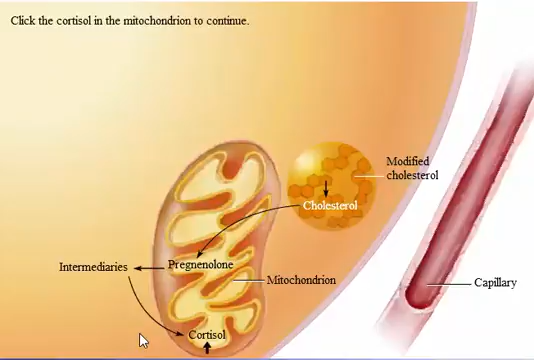 Click the cortisol in the mitochondrion to continue.
Modified
cholesterol
Cholesterol
Intermediaries
Pregnenolone
Mitochondrion
Capillary
Cortisol